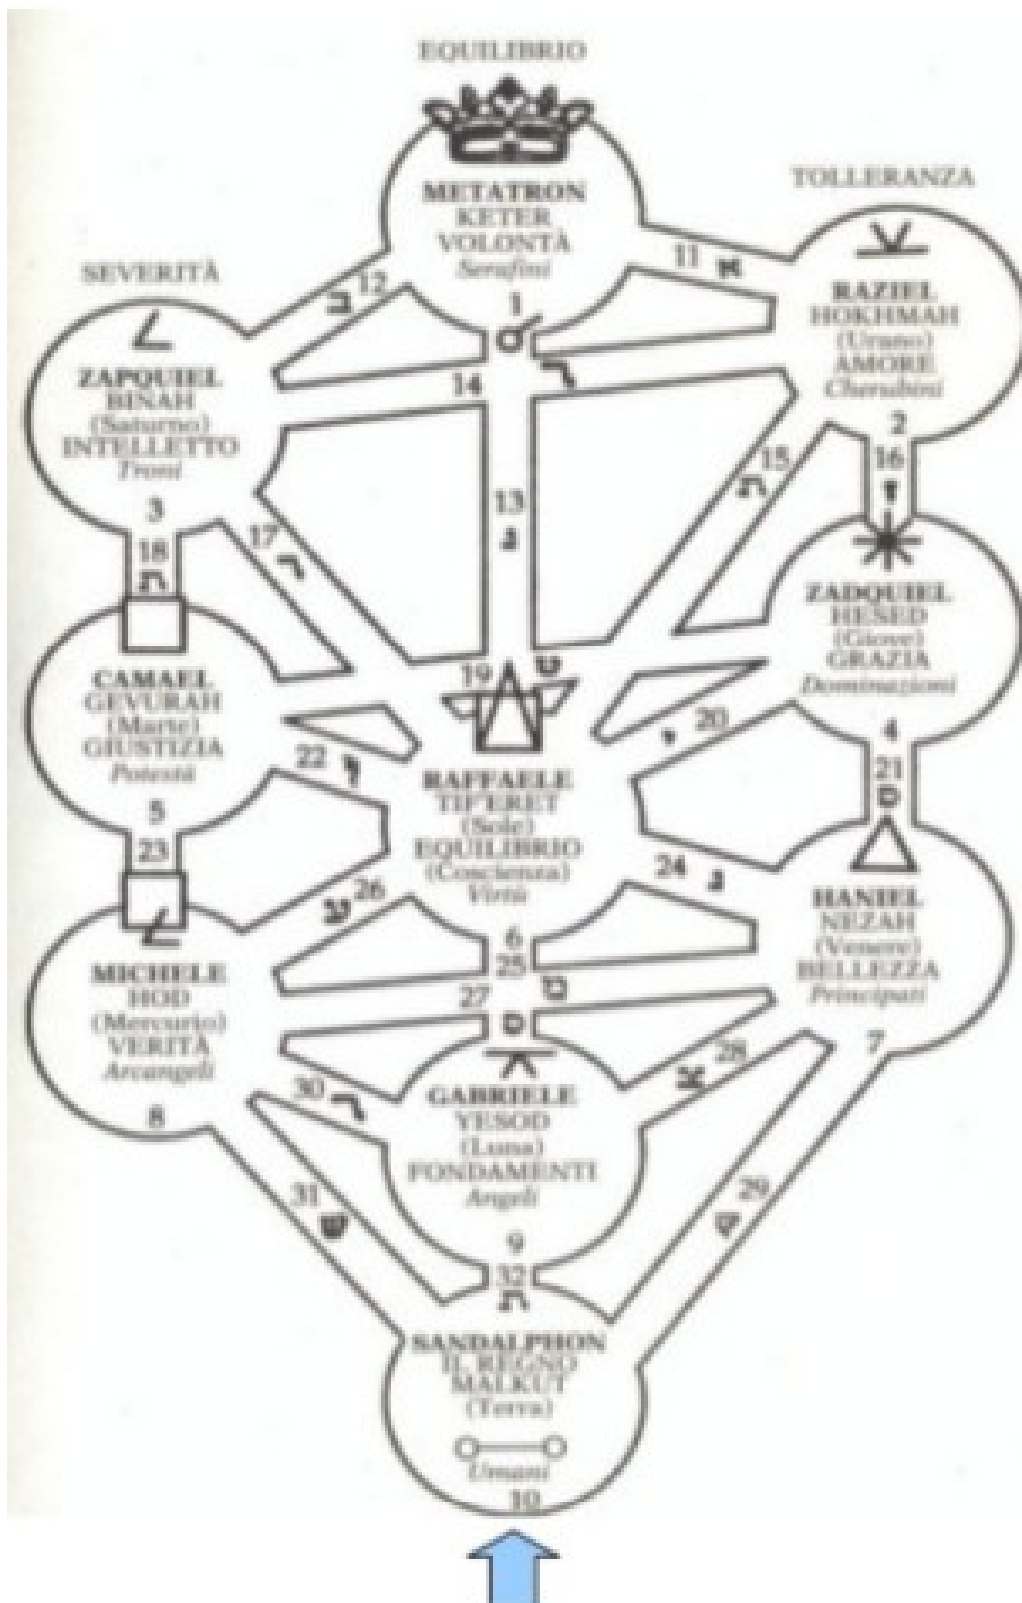 EQUILIBRIO
METATRON
KETER
VOLONTÀ
Serafini
1
TOLLERANZA
RAZIEL
HOKHMAH
(Urano)
AMORE
Cherubini
2
SEVERITÀ
ZAPQUIEL
BINAH
(Saturno)
INTELLETTO
Troni
3
11 א
12 ב
14
13 ג
15 ה
16
17
18
ZADQUIEL
HESED
(Giove)
GRAZIA
Dominazioni
4
CAMAEL
GEVURAH
(Marte)
GIUSTIZIA
Potestà
5
19 ט
20 י
21
22
23
RAFFAELE
TIF'ERET
(Sole)
EQUILIBRIO
(Coscienza)
Virtù
6
24
25
26
27
HANIEL
NEZAH
(Venere)
BELLEZZA
Principati
7
MICHELE
HOD
(Mercurio)
VERITÀ
Arcangeli
8
28
29
30
31 ש
GABRIELE
YESOD
(Luna)
FONDAMENTI
Angeli
9
32
SANDALPHON
IL REGNO
MALKUT
(Terra)
Umani
10